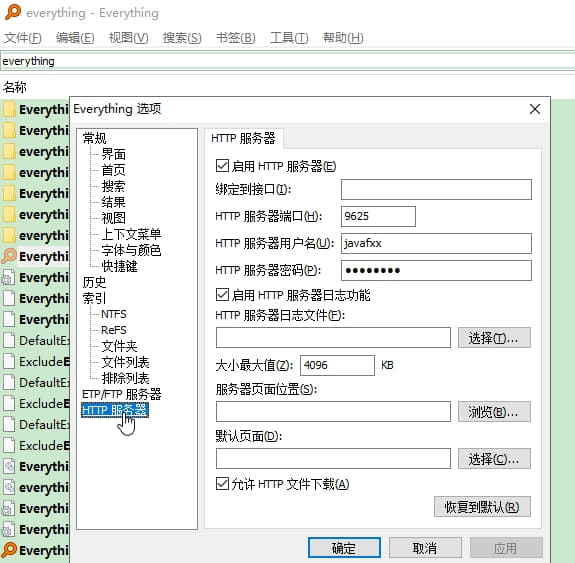 everything - Everything
文件(F) 编辑(E) 视图(V) 搜索(S) 书签(B) 工具(T) 帮助(H)
everything
名称
Everythi
Everythi
everythi
everythi
Everythi
everythi
everythi
Everythi
Everythi
Everythi
Everythi
DefaultEx
ExcludeE
DefaultEx
ExcludeE
DefaultEx
ExcludeE
Everythi
everythi
Everythi
Everythi
Everythi
Everything 选项
常规
界面
首页
搜索
结果
视图
上下文菜单
字体与颜色
快捷键
历史
索引
NTFS
ReFS
文件夹
文件列表
排除列表
ETP/FTP 服务器
HTTP 服务器
HTTP 服务器
启用 HTTP 服务器(E)
绑定到接口(I):
HTTP 服务器端口(H): 9625
HTTP 服务器用户名(U): javafxx
HTTP 服务器密码(P): ●●●●●●●●
启用 HTTP 服务器日志功能
HTTP 服务器日志文件(F):
选择(T)...
大小最大值(Z): 4096 KB
服务器页面位置(S):
浏览(B)...
默认页面(D):
选择(C)...
允许 HTTP 文件下载(A)
恢复到默认(R)
确定 取消 应用